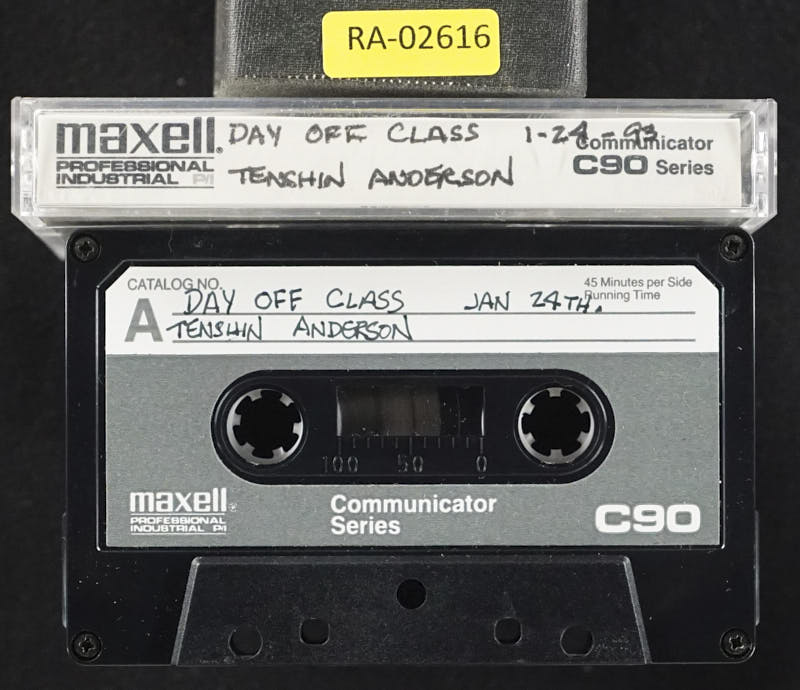 RA-02616
maxell. DAY OFF CLASS 1-24-93 Communicator
PROFESSIONAL
INDUSTRIAL P/I TENSHIN ANDERSON C90 Series
CATALOG NO. 45 Minutes per Side
DAY OFF CLASS JAN 24TH. Running Time
A TENSHIN ANDERSON
100 50 0
maxell® Communicator
PROFESSIONAL Series C90
INDUSTRIAL P/I